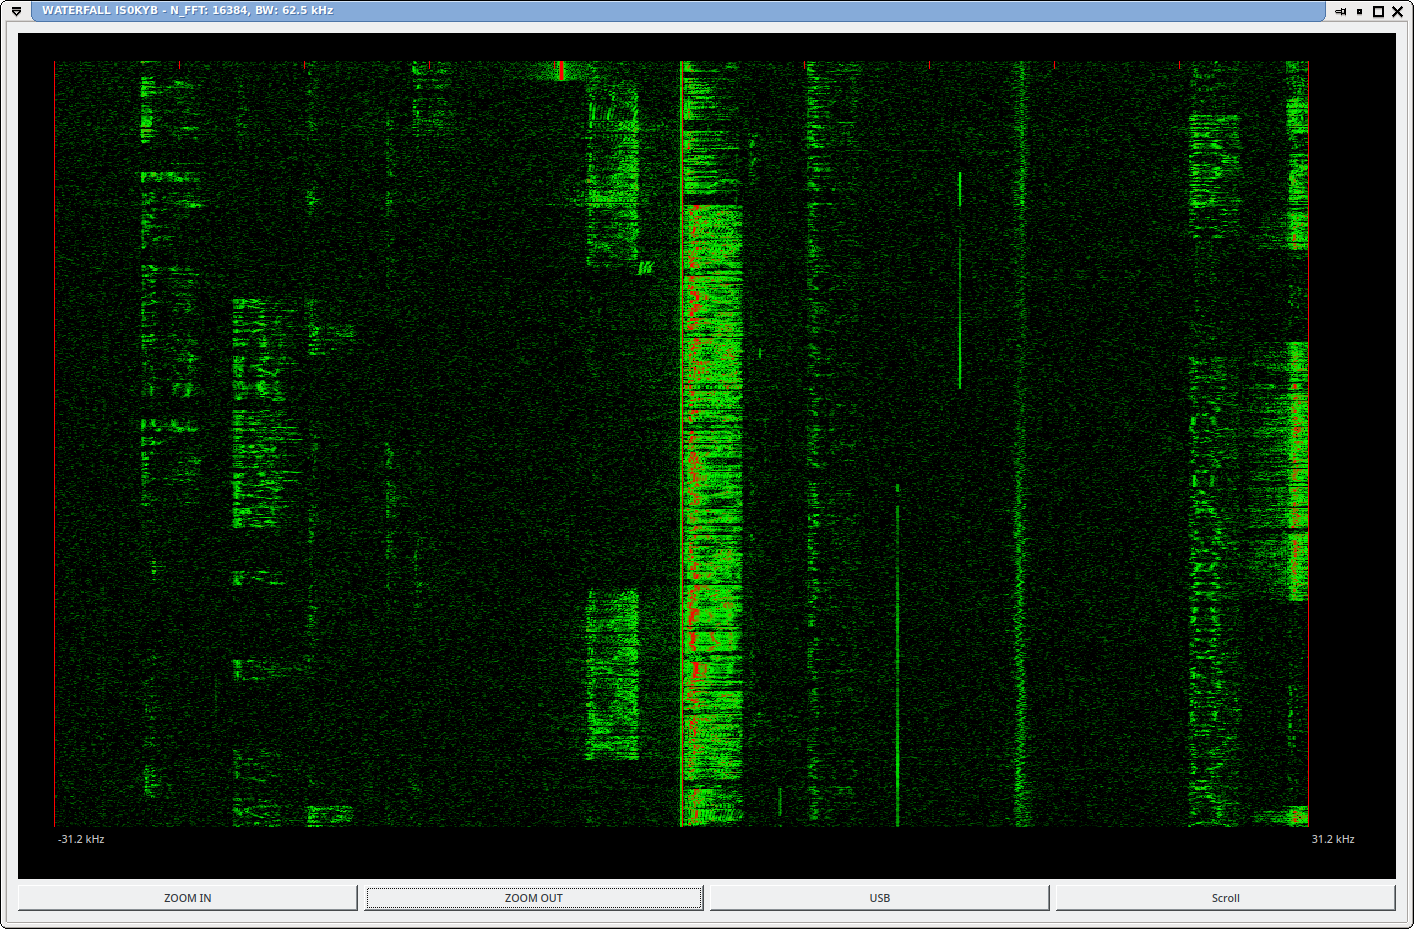 WATERFALL IS0KYB - N_FFT: 16384, BW: 62.5 kHz
-31.2 kHz
31.2 kHz
ZOOM IN
ZOOM OUT
USB
Scroll